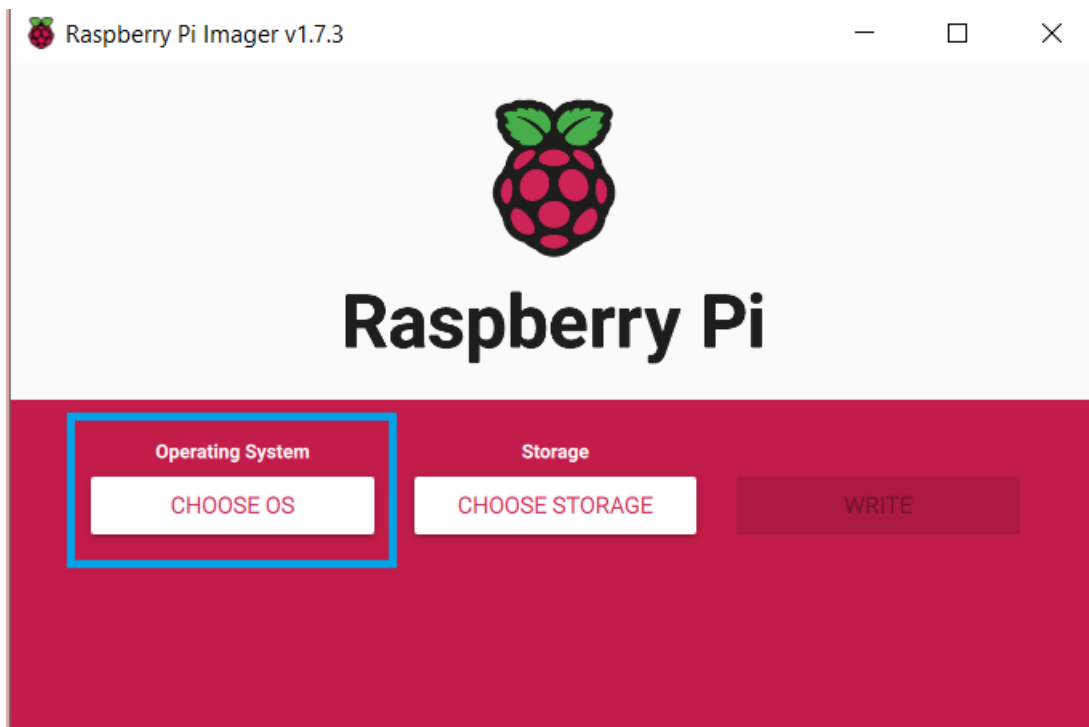 Raspberry Pi Imager v1.7.3
Raspberry Pi
Operating System
Storage
CHOOSE OS
CHOOSE STORAGE
WRITE